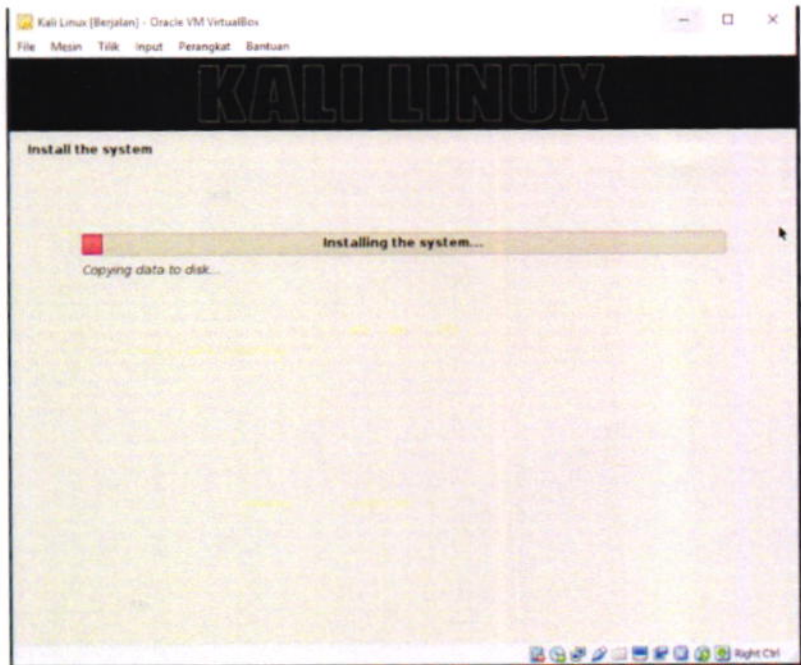 Kali Linux [Berjalan] - Oracle VM VirtualBox
File Mesin Tilik Input Perangkat Bantuan
KALI LINUX
Install the system
Installing the system...
Copying data to disk...
Right Ctrl